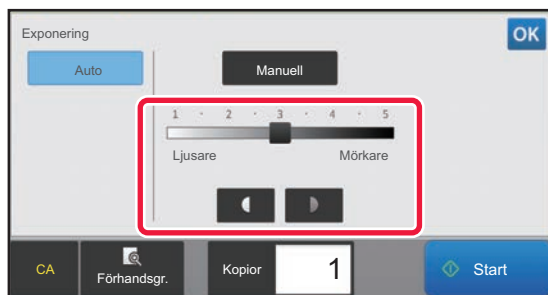 Exponering
OK
Auto
Manuell
1 · 2 · 3 · 4 · 5
Ljusare Mörkare
CA
Förhandsgr.
Kopior
1
Start